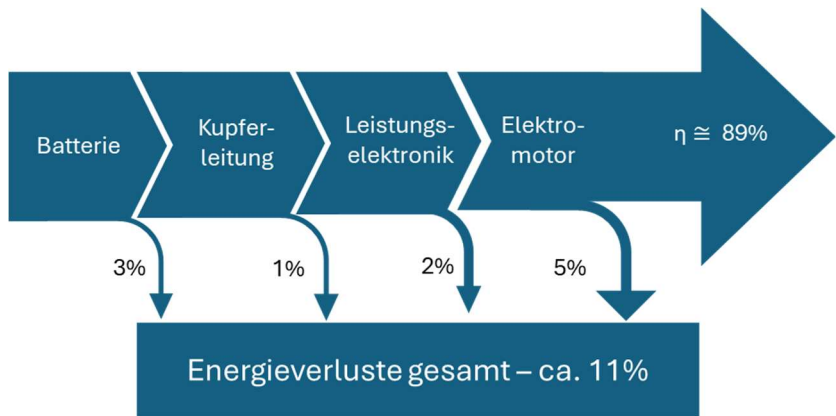 Batterie
Kupfer-
leitung
Leistungs-
elektronik
Elektro-
motor
η ≅ 89%
3%
1%
2%
5%
Energieverluste gesamt – ca. 11%